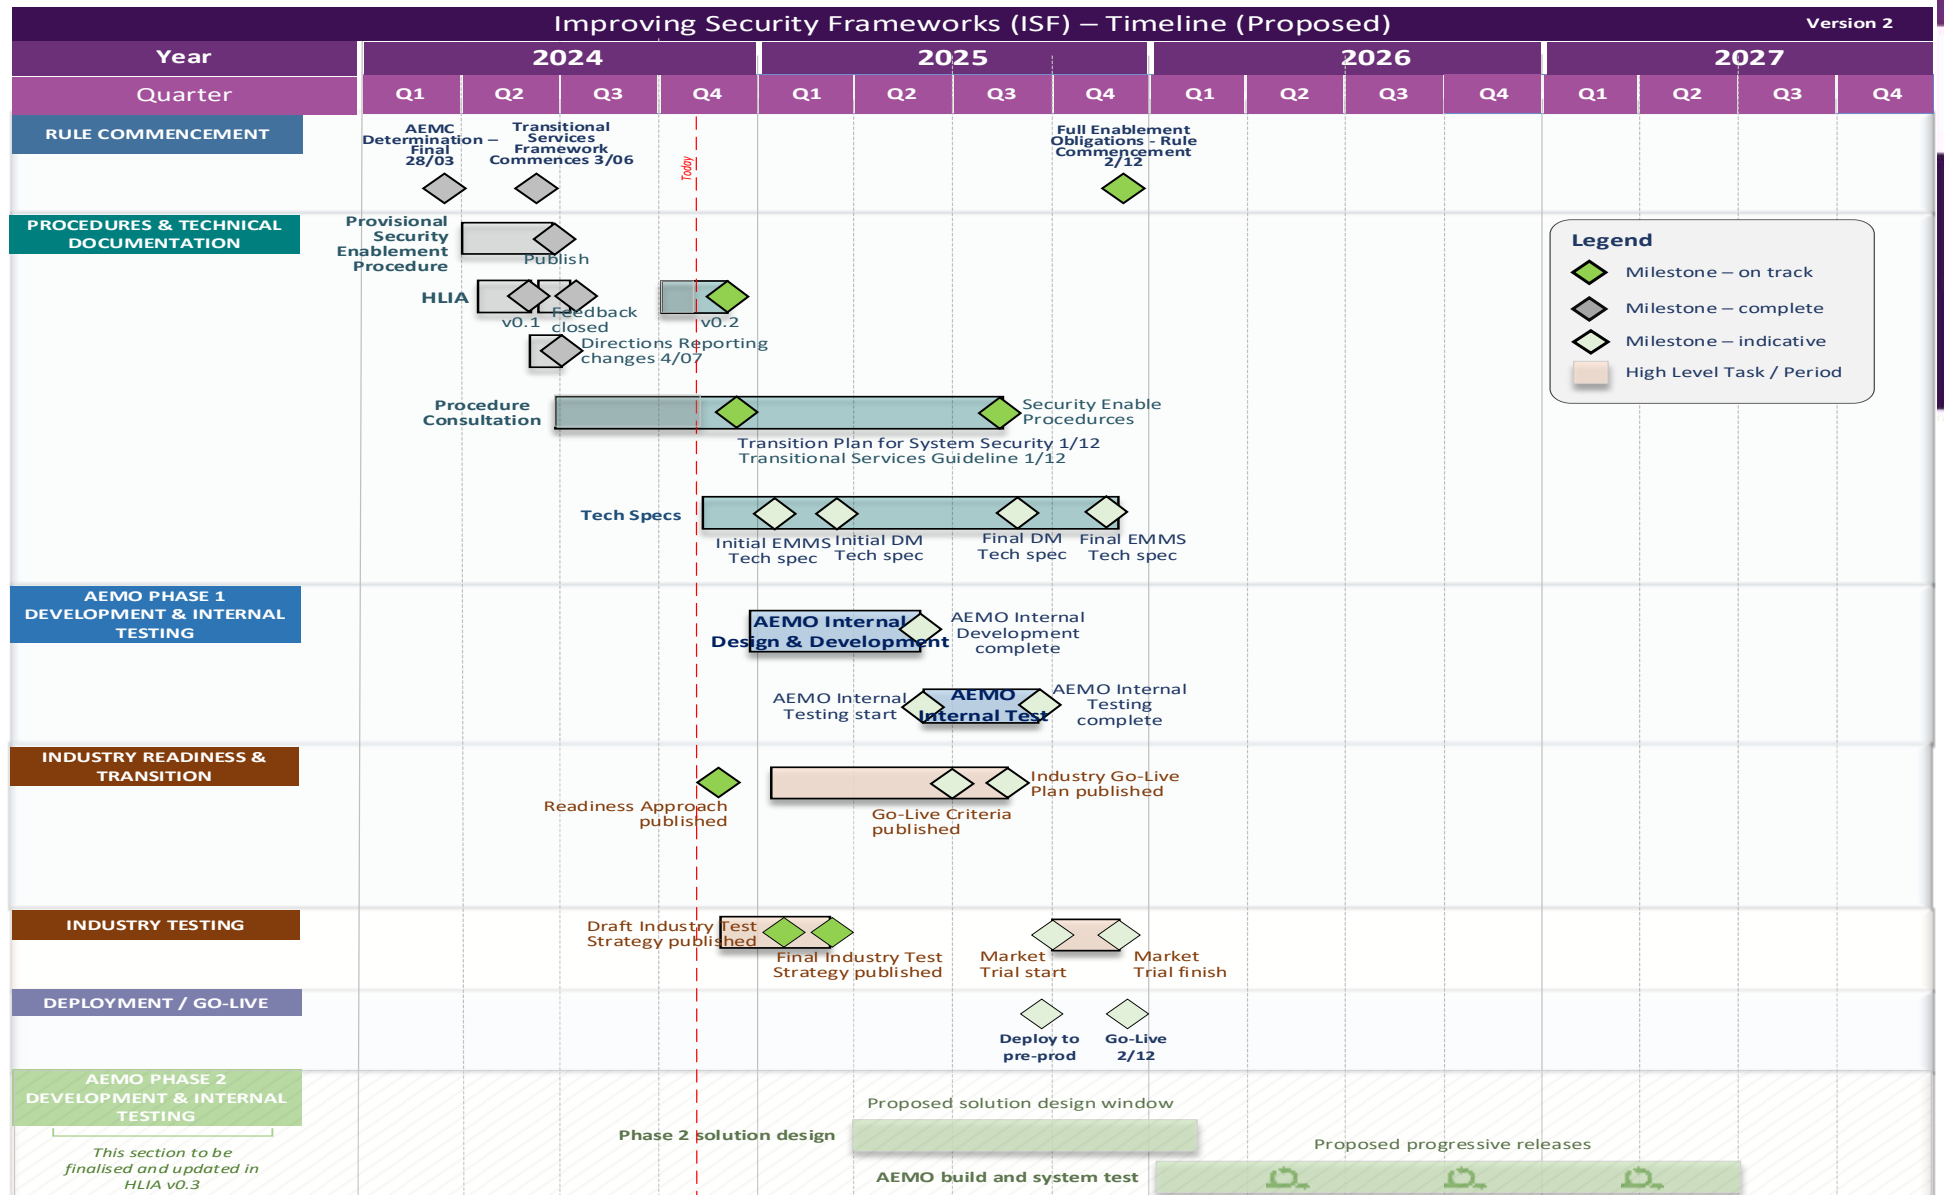 Improving Security Frameworks (ISF) – Timeline (Proposed)
Version 2
Year
2024
2025
2026
2027
Quarter
Q1
Q2
Q3
Q4
Q1
Q2
Q3
Q4
Q1
Q2
Q3
Q4
Q1
Q2
Q3
Q4
RULE COMMENCEMENT
AEMC
Determination –
Final
28/03
Transitional
Services
Framework
Commences 3/06
Today
Full Enablement
Obligations - Rule
Commencement
2/12
PROCEDURES & TECHNICAL
DOCUMENTATION
Provisional
Security
Enablement
Procedure
Publish
HLIA
v0.1
Feedback
closed
v0.2
Directions Reporting
changes 4/07
Procedure
Consultation
Security Enable
Procedurces
Transition Plan for System Security 1/12
Transitional Services Guideline 1/12
Tech Specs
Initial EMMS
Tech spec
Initial DM
Tech spec
Final DM
Tech spec
Final EMMS
Tech spec
Legend
Milestone – on track
Milestone – complete
Milestone – indicative
High Level Task / Period
AEMO PHASE 1
DEVELOPMENT & INTERNAL
TESTING
AEMO Internal
Design & Development
AEMO Internal
Development
complete
AEMO Internal
Testing start
AEMO
Internal Test
AEMO Internal
Testing
complete
INDUSTRY READINESS &
TRANSITION
Readiness Approach
published
Go-Live Criteria
published
Industry Go-Live
Plan published
INDUSTRY TESTING
Draft Industry Test
Strategy published
Final Industry Test
Strategy published
Market
Trial start
Market
Trial finish
DEPLOYMENT / GO-LIVE
Deploy to
pre-prod
Go-Live
2/12
AEMO PHASE 2
DEVELOPMENT & INTERNAL
TESTING
This section to be
finalised and updated in
HLIA v0.3
Proposed solution design window
Phase 2 solution design
Proposed progressive releases
AEMO build and system test